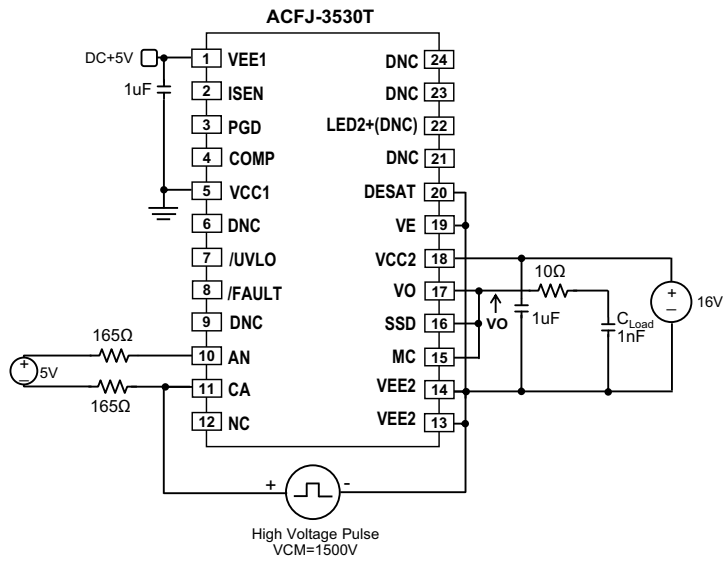 ACFJ-3530T
DC+5V
1uF
1 VEE1
2 ISEN
3 PGD
4 COMP
5 VCC1
6 DNC
7 /UVLO
8 /FAULT
9 DNC
10 AN
11 CA
12 NC
DNC 24
DNC 23
LED2+(DNC) 22
DNC 21
DESAT 20
VE 19
VCC2 18
VO 17
SSD 16
MC 15
VEE2 14
VEE2 13
165Ω
+
–
5V
165Ω
10Ω
VO
1uF
CLoad
1nF
+
–
16V
+
-
High Voltage Pulse
VCM=1500V